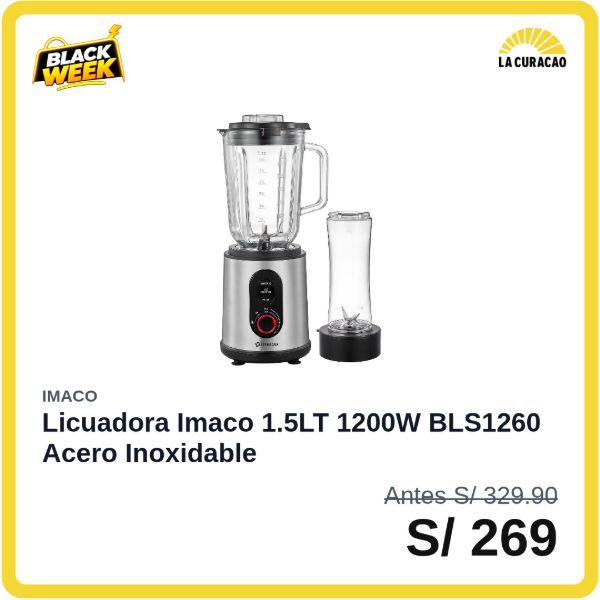 BLACK
WEEK
LA CURACAO
IMACO
Licuadora Imaco 1.5LT 1200W BLS1260
Acero Inoxidable
Antes S/ 329.90
S/ 269